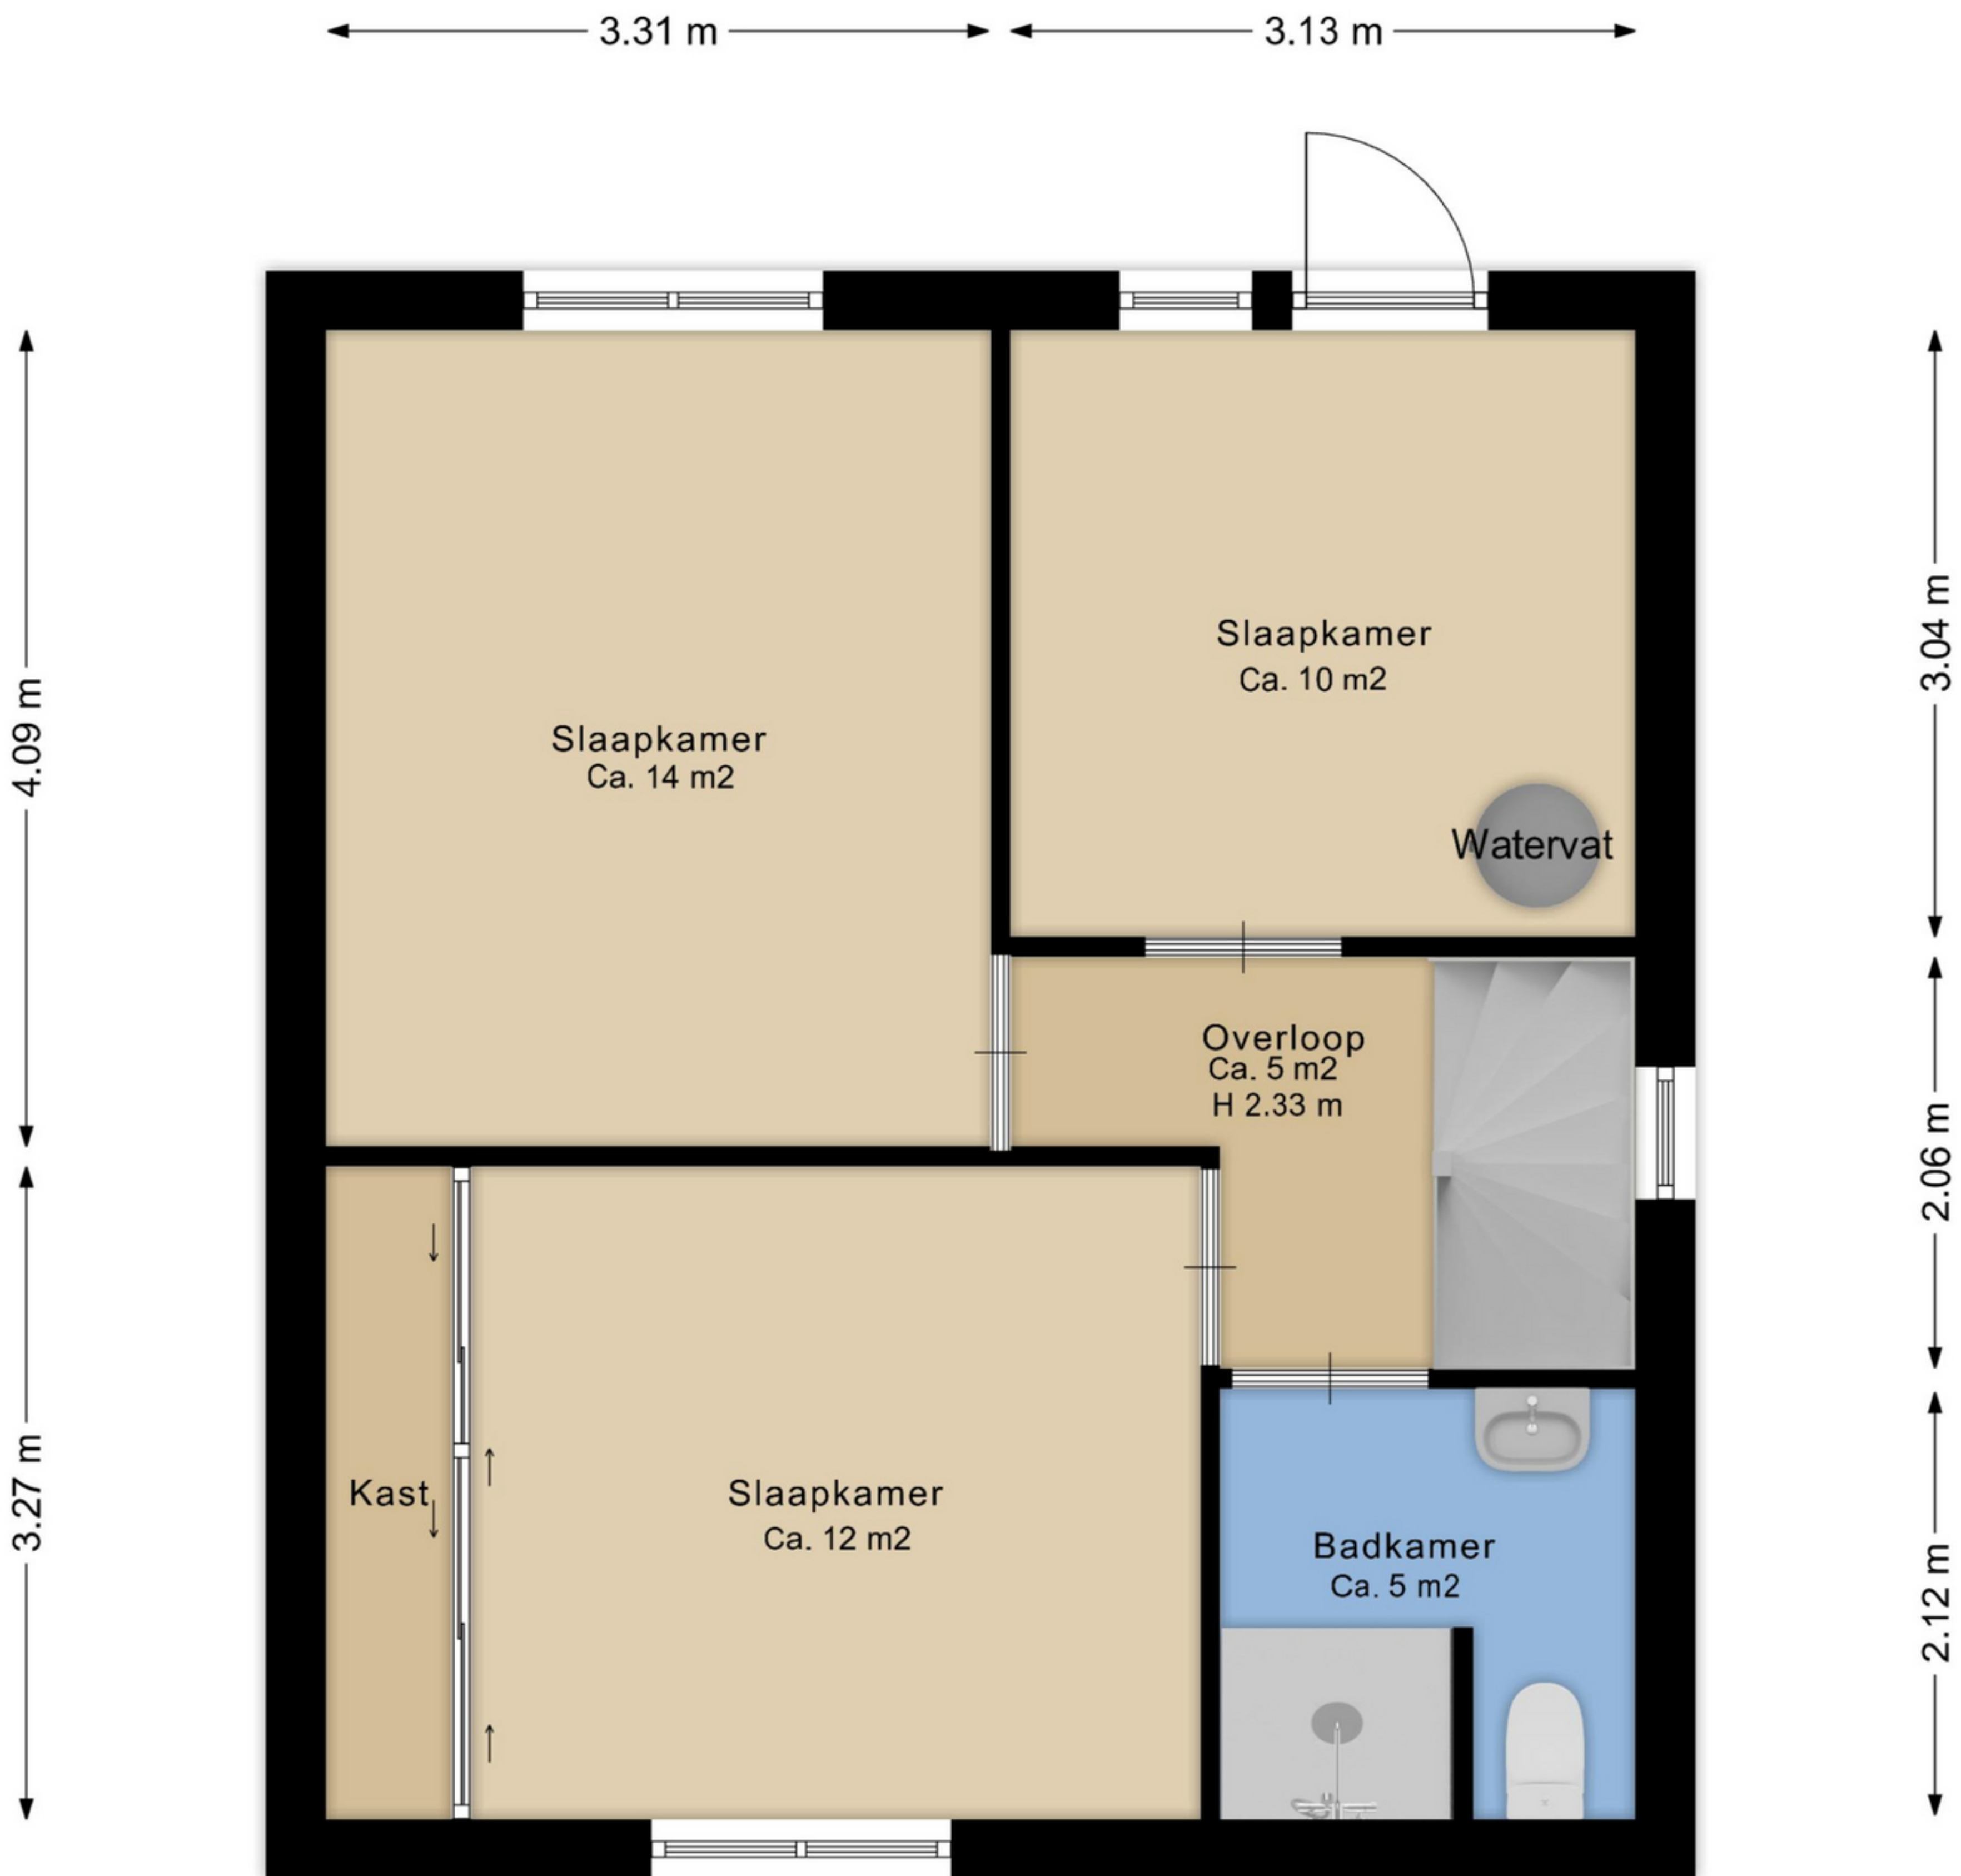 3.31 m
3.13 m
4.09 m
3.04 m
Slaapkamer
Ca. 10 m2
Slaapkamer
Ca. 14 m2
Watervat
Overloop
Ca. 5 m2
H 2.33 m
2.06 m
3.27 m
Kast
Slaapkamer
Ca. 12 m2
Badkamer
Ca. 5 m2
2.12 m